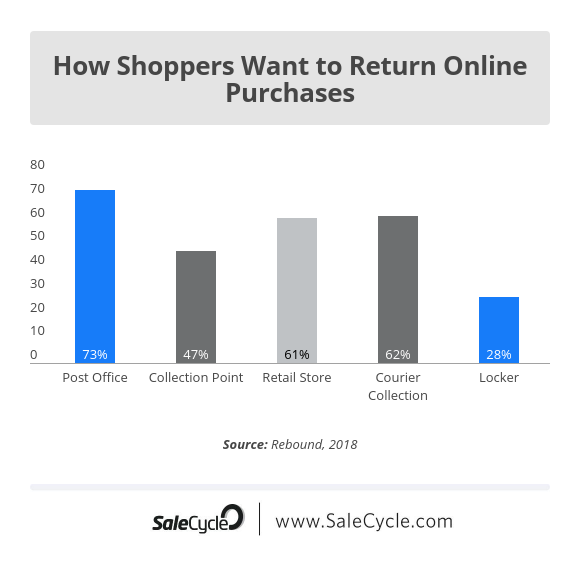 How Shoppers Want to Return Online
Purchases
80
70
60
50
40
30
20
10
0
73%
47%
61%
62%
28%
Post Office
Collection Point
Retail Store
Courier
Collection
Locker
Source: Rebound, 2018
SaleCycle
www.SaleCycle.com